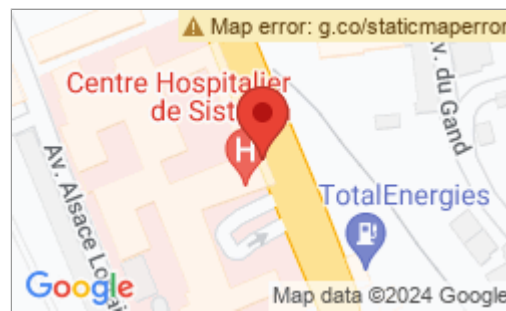 Map error: g.co/staticmaperror
Centre Hospitalier
de Sist
H
Av. du Gand
Av. Alsace Lorrai
TotalEnergies
Google
Map data ©2024 Google